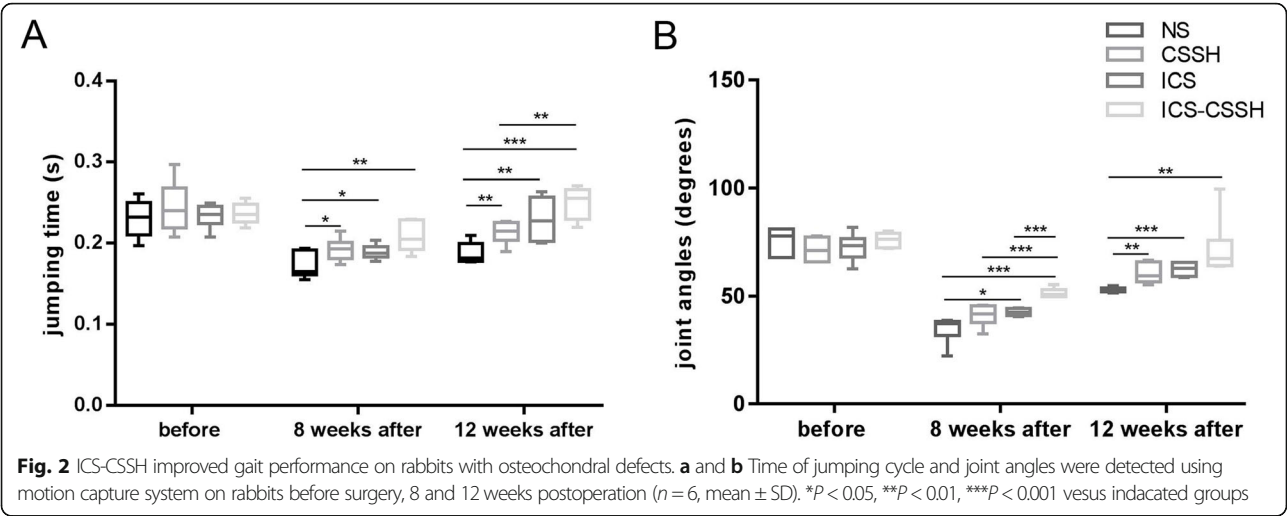 A
jumping time (s)
0.4
0.3
0.2
0.1
0.0
** 
***
**
**
**
*
*
before
8 weeks after
12 weeks after
B
NS
CSSH
ICS
ICS-CSSH
joint angles (degrees)
150
100
50
0
**
***
**
***
***
***
*
before
8 weeks after
12 weeks after
Fig. 2 ICS-CSSH improved gait performance on rabbits with osteochondral defects. a and b Time of jumping cycle and joint angles were detected using
motion capture system on rabbits before surgery, 8 and 12 weeks postoperation (n = 6, mean ± SD). *P < 0.05, **P < 0.01, ***P < 0.001 vesus indacated groups